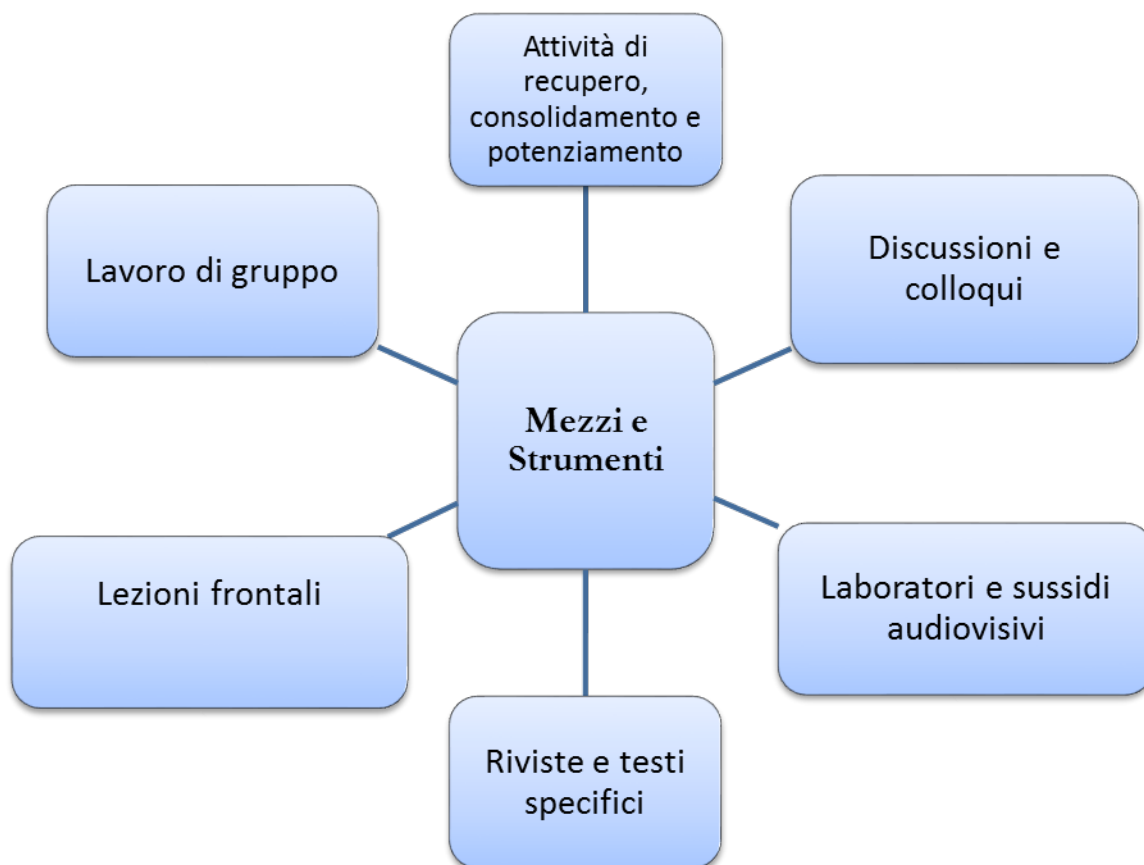 Attività di
recupero,
consolidamento e
potenziamento
Lavoro di gruppo
Discussioni e
colloqui
Mezzi e
Strumenti
Lezioni frontali
Laboratori e sussidi
audiovisivi
Riviste e testi
specifici